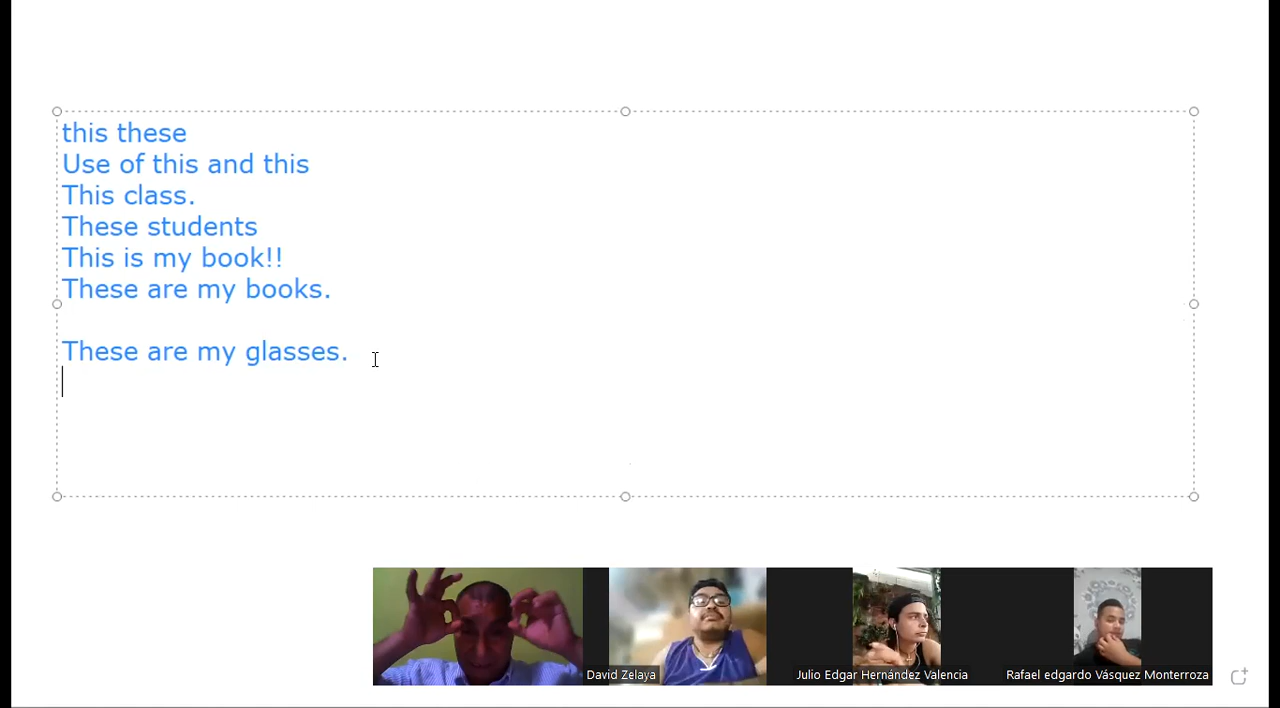 this these
Use of this and this
This class.
These students
This is my book!!
These are my books.
These are my glasses.
David Zelaya
Julio Edgar Hernández Valencia
Rafael edgardo Vásquez Monterroza